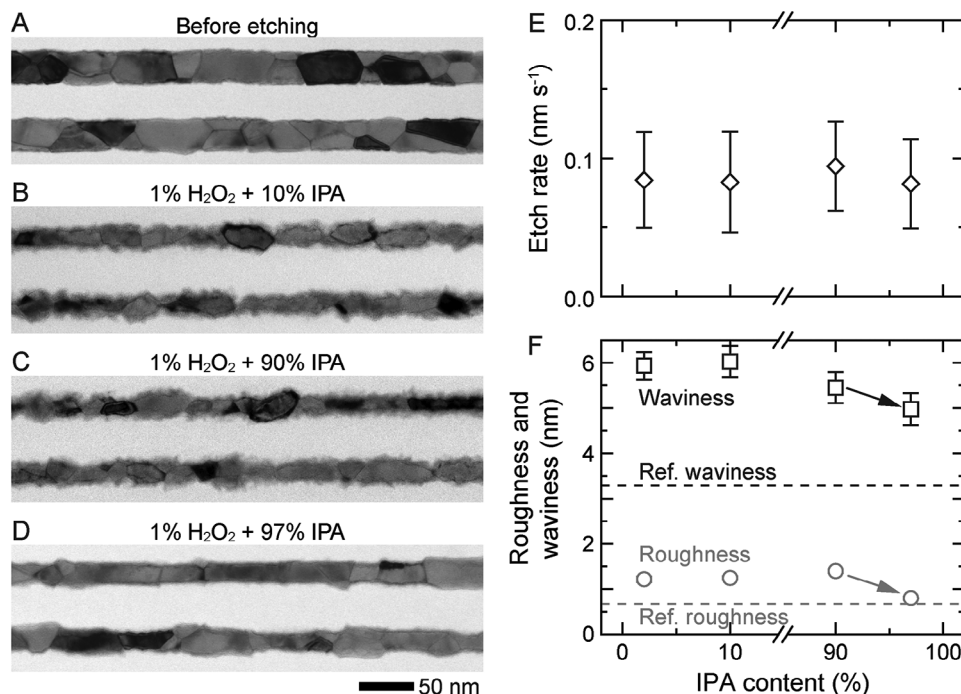 A
Before etching
B
1% H₂O₂ + 10% IPA
C
1% H₂O₂ + 90% IPA
D
1% H₂O₂ + 97% IPA
50 nm
E
0.2
0.1
0.0
Etch rate (nm s⁻¹)
F
6
4
2
0
Roughness and
waviness (nm)
Waviness
Ref. waviness
Roughness
Ref. roughness
0
10
90
100
IPA content (%)